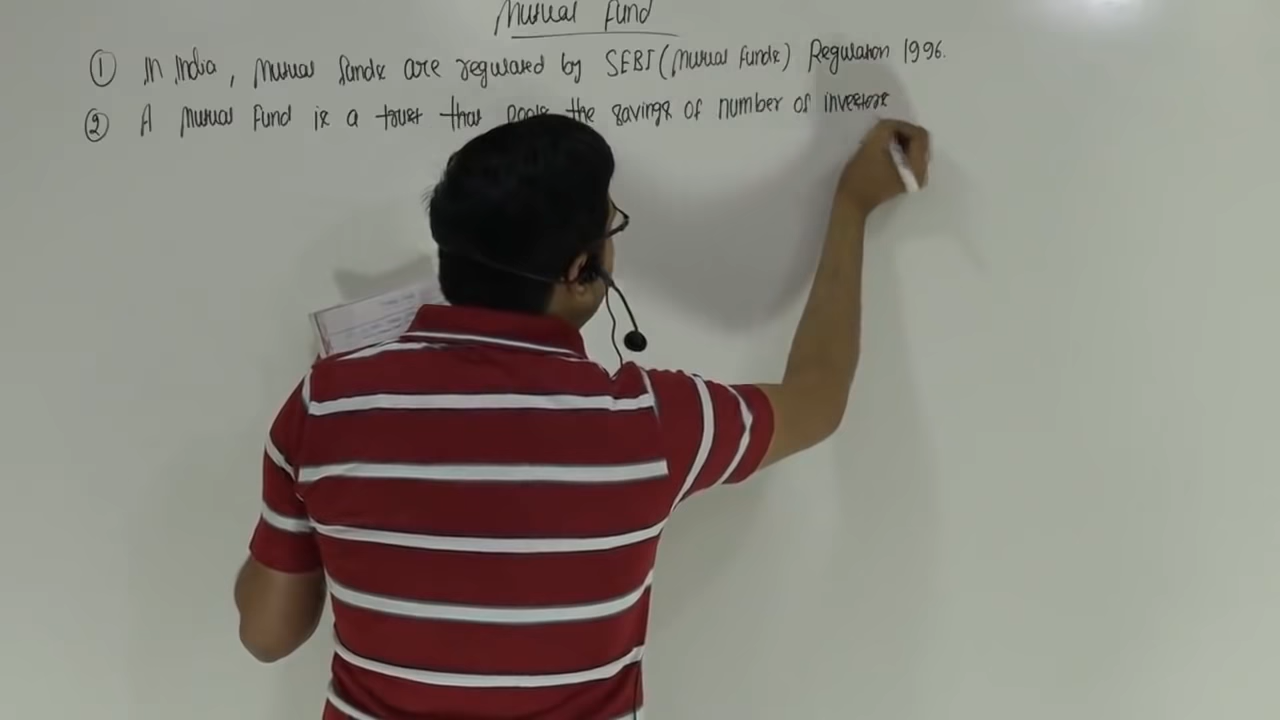 Mutual Fund
① In India, Mutual Funds are regulated by SEBI (Mutual Funds) Regulation 1996.
② A Mutual Fund is a trust that pools the savings of number of investors